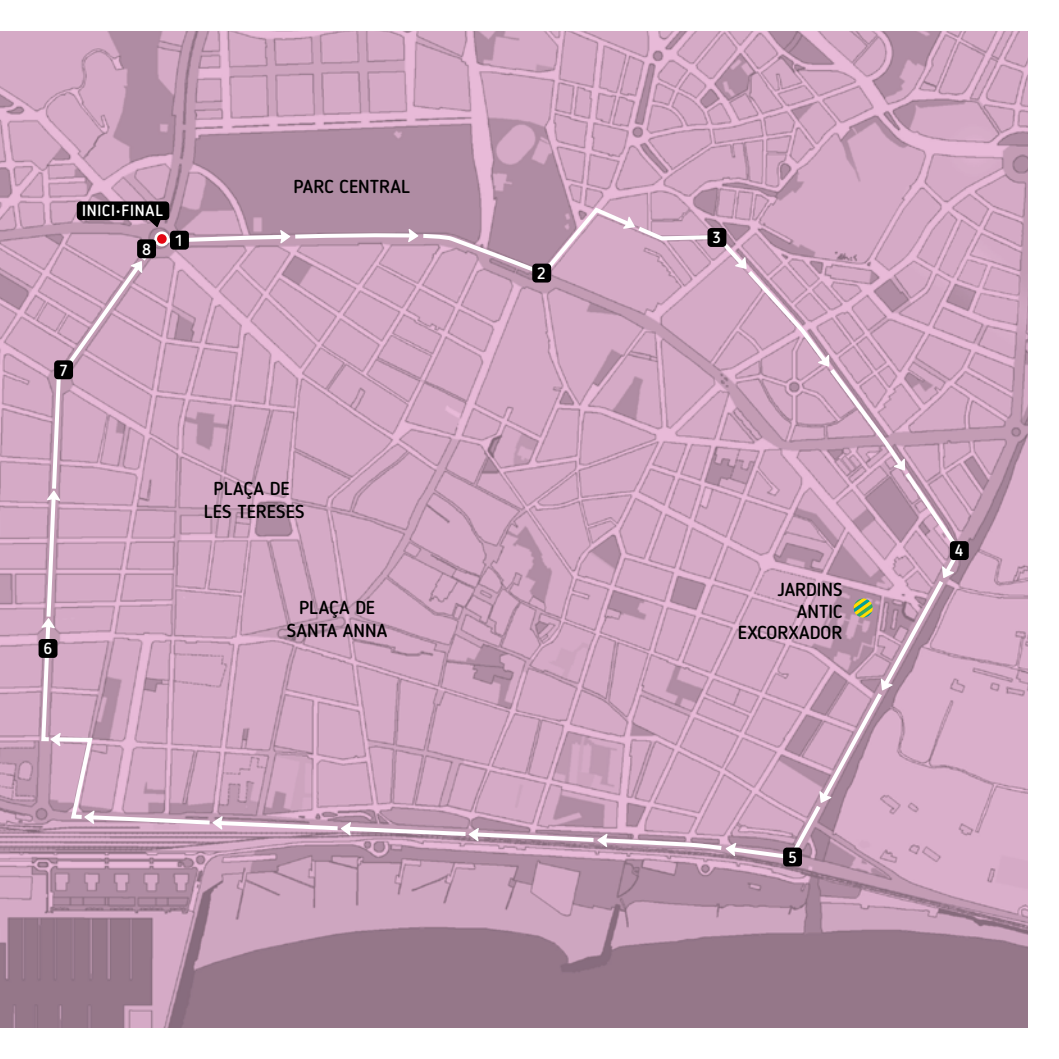 PARC CENTRAL
INICI·FINAL
1
8
2
3
7
PLAÇA DE
LES TERESES
4
JARDINS
ANTIC
EXCORXADOR
PLAÇA DE
SANTA ANNA
6
5